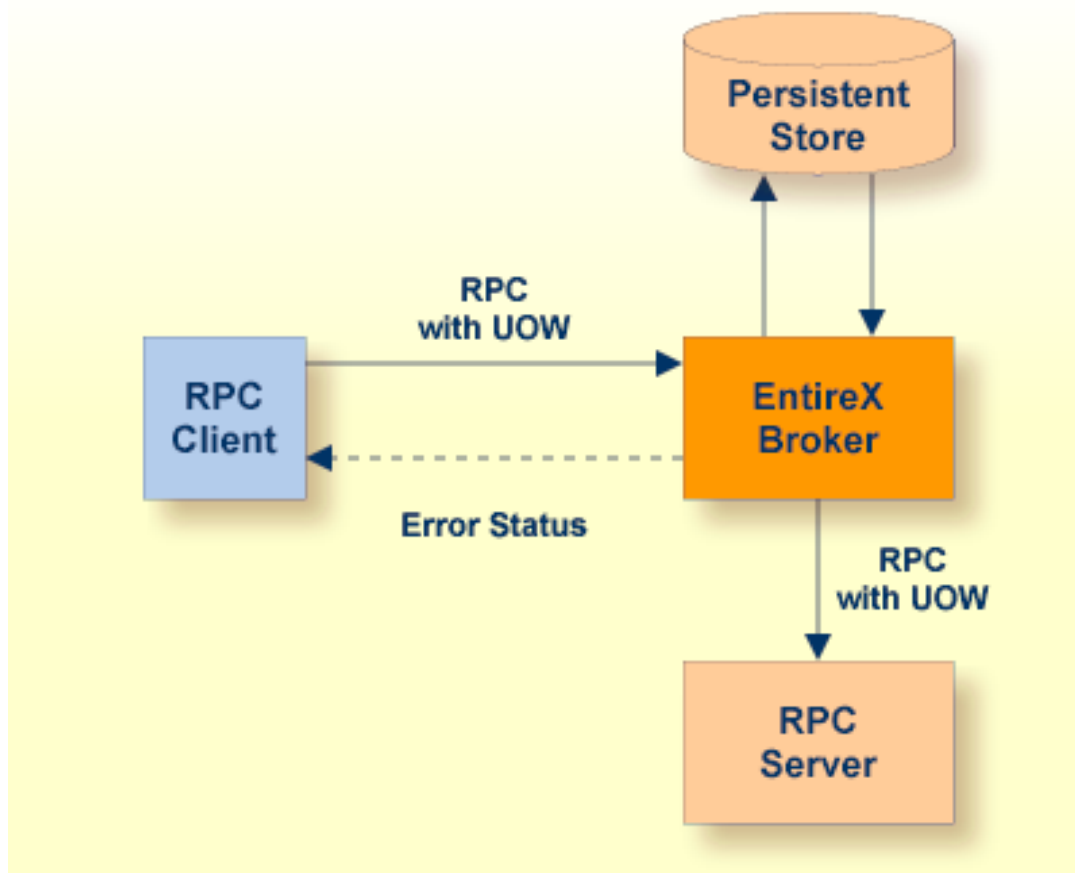 Persistent
Store
RPC
with UOW
RPC
Client
EntireX
Broker
Error Status
RPC
with UOW
RPC
Server